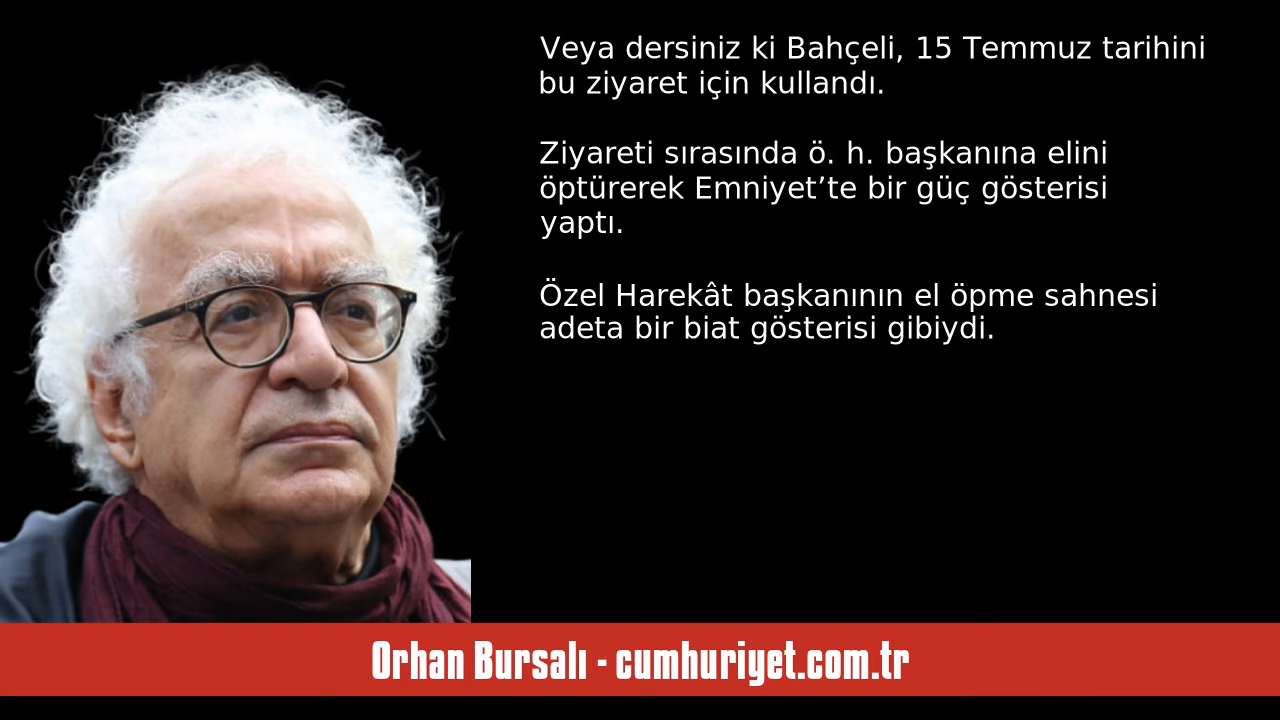 Veya dersiniz ki Bahçeli, 15 Temmuz tarihini
bu ziyaret için kullandı.
Ziyareti sırasında ö. h. başkanına elini
öptürerek Emniyet’te bir güç gösterisi
yaptı.
Özel Harekât başkanının el öpme sahnesi
adeta bir biat gösterisi gibiydi.
Orhan Bursalı - cumhuriyet.com.tr